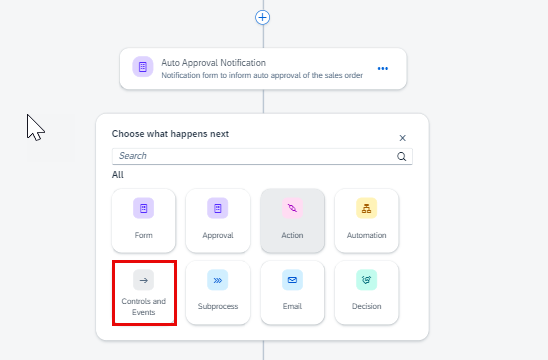 Auto Approval Notification
Notification form to inform auto approval of the sales order
Choose what happens next
Search
All
Form Approval Action Automation
Controls and Events Subprocess Email Decision